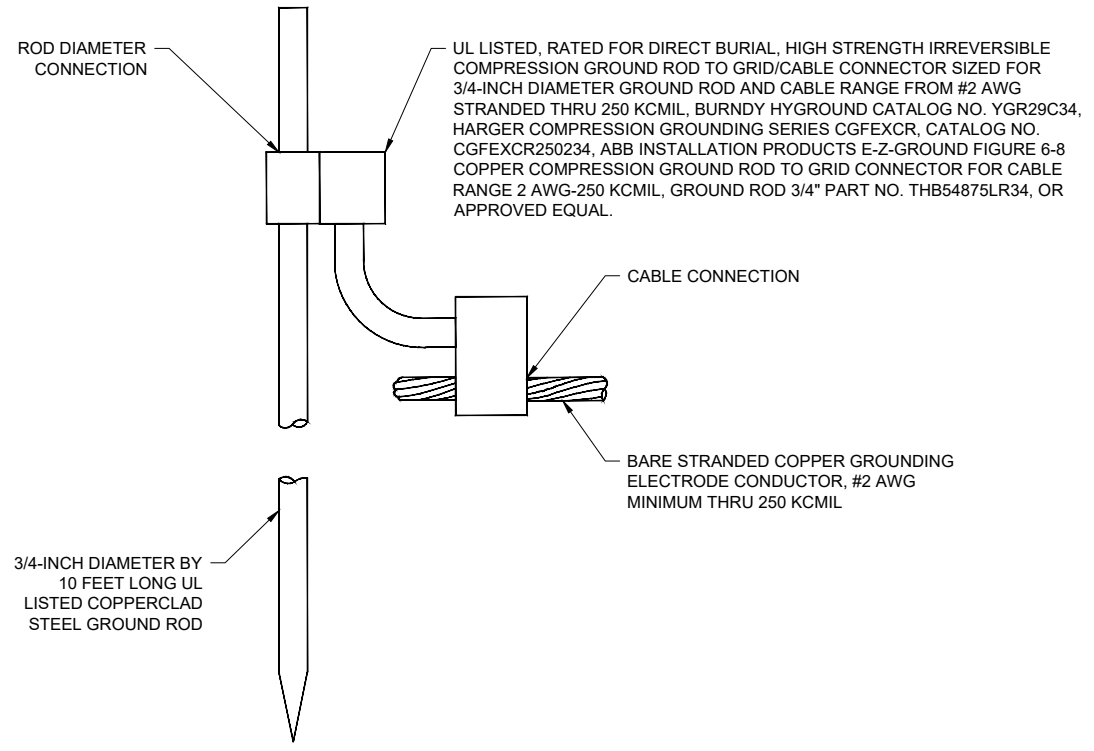 ROD DIAMETER
CONNECTION
UL LISTED, RATED FOR DIRECT BURIAL, HIGH STRENGTH IRREVERSIBLE
COMPRESSION GROUND ROD TO GRID/CABLE CONNECTOR SIZED FOR
3/4-INCH DIAMETER GROUND ROD AND CABLE RANGE FROM #2 AWG
STRANDED THRU 250 KCMIL, BURNDY HYGROUND CATALOG NO. YGR29C34,
HARGER COMPRESSION GROUNDING SERIES CGFEXCR, CATALOG NO.
CGFEXCR250234, ABB INSTALLATION PRODUCTS E-Z-GROUND FIGURE 6-8
COPPER COMPRESSION GROUND ROD TO GRID CONNECTOR FOR CABLE
RANGE 2 AWG-250 KCMIL, GROUND ROD 3/4" PART NO. THB54875LR34, OR
APPROVED EQUAL.
CABLE CONNECTION
BARE STRANDED COPPER GROUNDING
ELECTRODE CONDUCTOR, #2 AWG
MINIMUM THRU 250 KCMIL
3/4-INCH DIAMETER BY
10 FEET LONG UL
LISTED COPPERCLAD
STEEL GROUND ROD